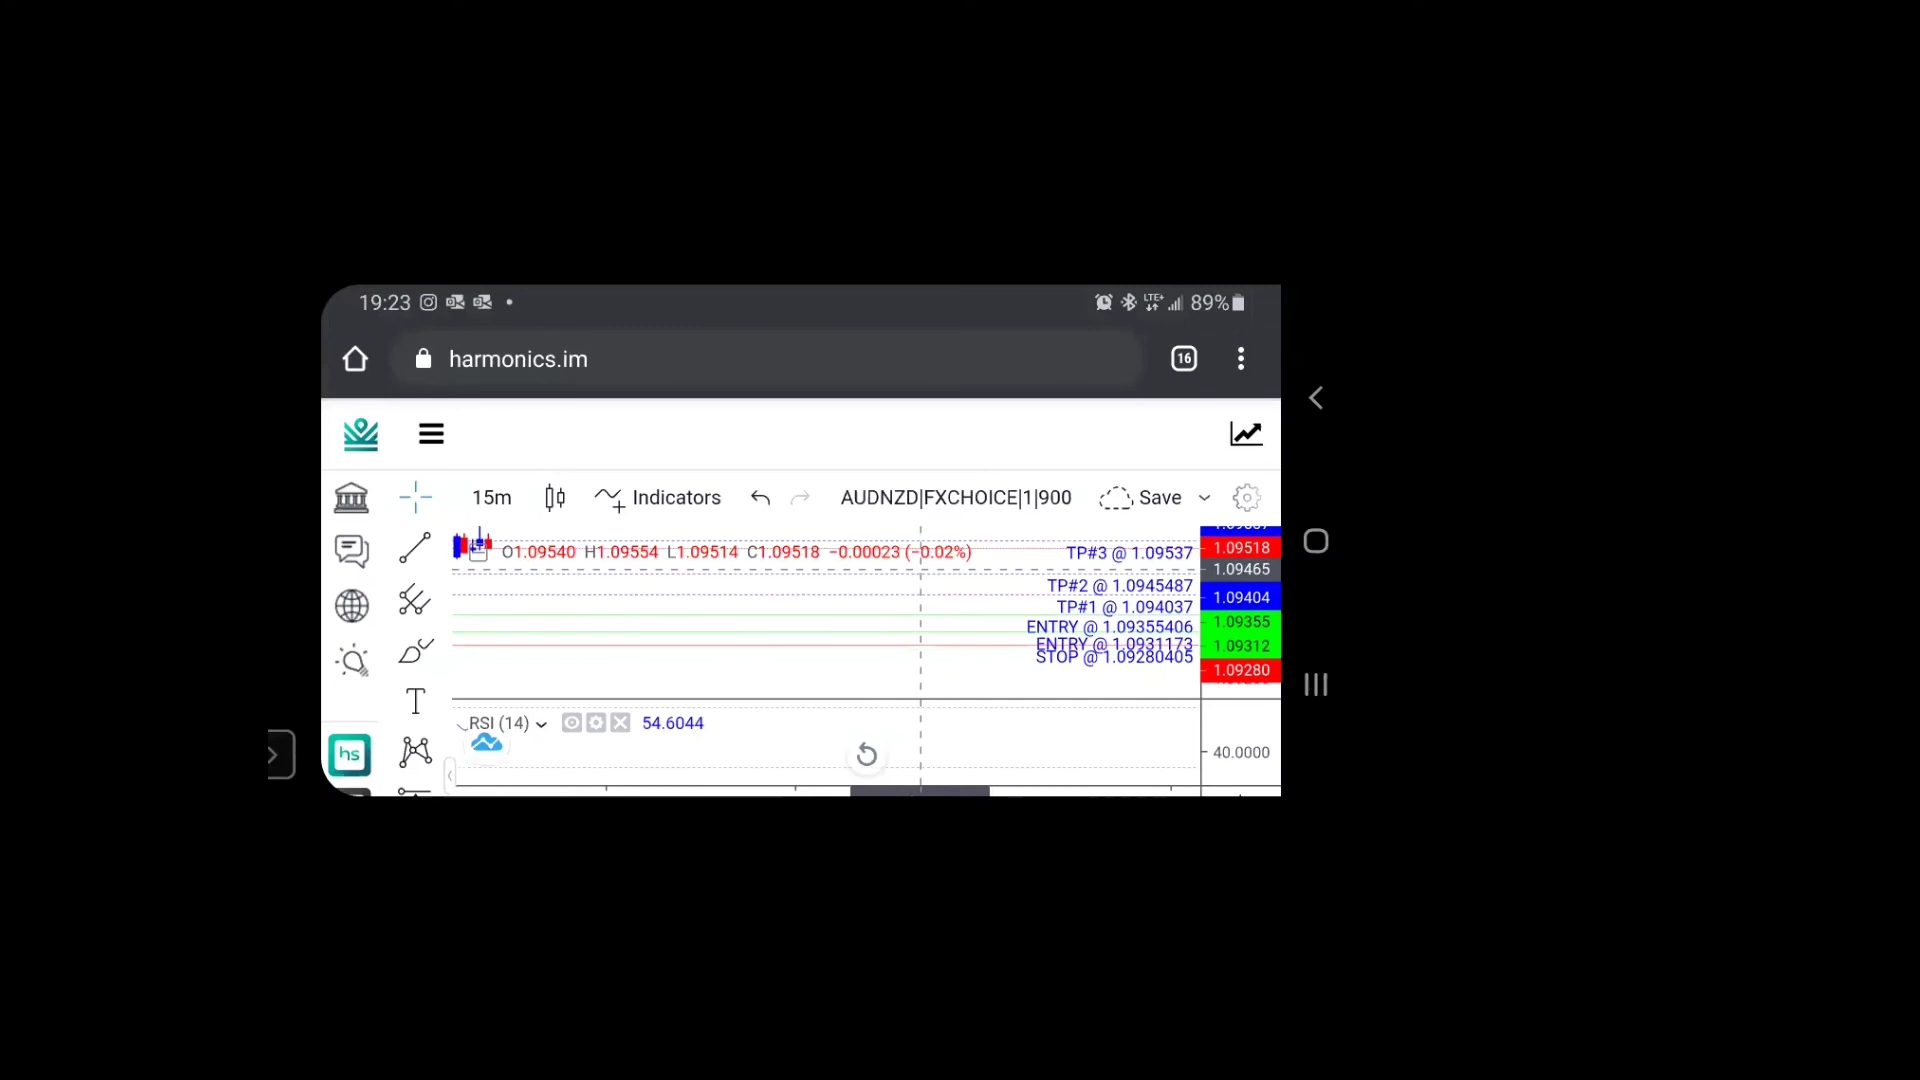 19:23 LTE+ 89%
harmonics.im 16
15m Indicators AUDNZD|FXCHOICE|1|900 Save
O1.09540 H1.09554 L1.09514 C1.09518 −0.00023 (−0.02%)
TP#3 @ 1.09537 1.09518
1.09465
TP#2 @ 1.0945487
TP#1 @ 1.094037 1.09404
ENTRY @ 1.09355406 1.09355
ENTRY @ 1.0931173 1.09312
STOP @ 1.09280405 1.09280
T
RSI (14) 54.6044
hs 40.0000